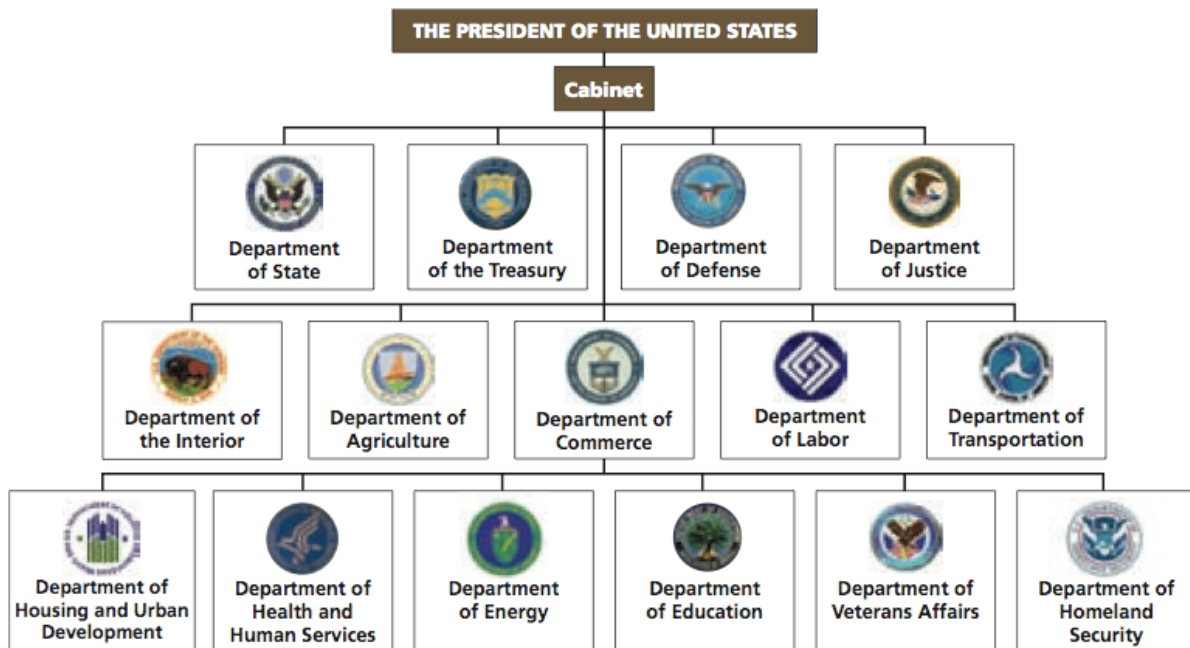 THE PRESIDENT OF THE UNITED STATES
Cabinet
Department
of State
Department
of the Treasury
Department
of Defense
Department
of Justice
Department of
the Interior
Department of
Agriculture
Department of
Commerce
Department
of Labor
Department of
Transportation
Department of
Housing and Urban
Development
Department of
Health and
Human Services
Department
of Energy
Department
of Education
Department of
Veterans Affairs
Department of
Homeland
Security